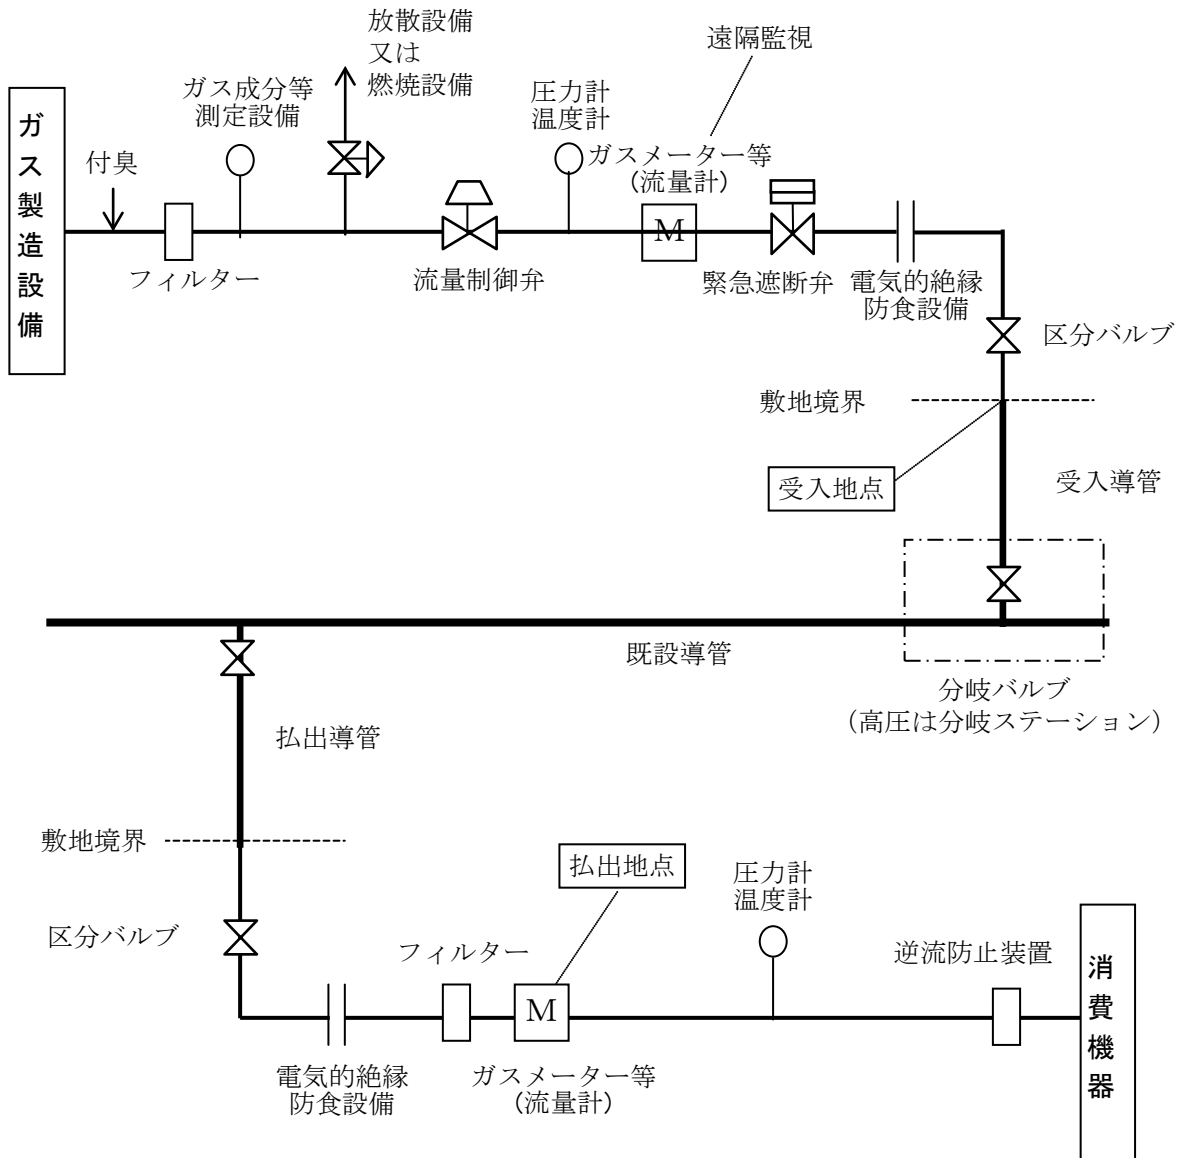 放散設備
又は
燃焼設備
遠隔監視
ガス成分等
測定設備
圧力計
温度計
ガス製造設備
付臭
ガスメーター等
(流量計)
M
フィルター
流量制御弁
緊急遮断弁
電気的絶縁
防食設備
区分バルブ
敷地境界
受入地点
受入導管
既設導管
分岐バルブ
(高圧は分岐ステーション)
払出導管
敷地境界
払出地点
圧力計
温度計
区分バルブ
フィルター
逆流防止装置
消費機器
M
電気的絶縁
防食設備
ガスメーター等
(流量計)